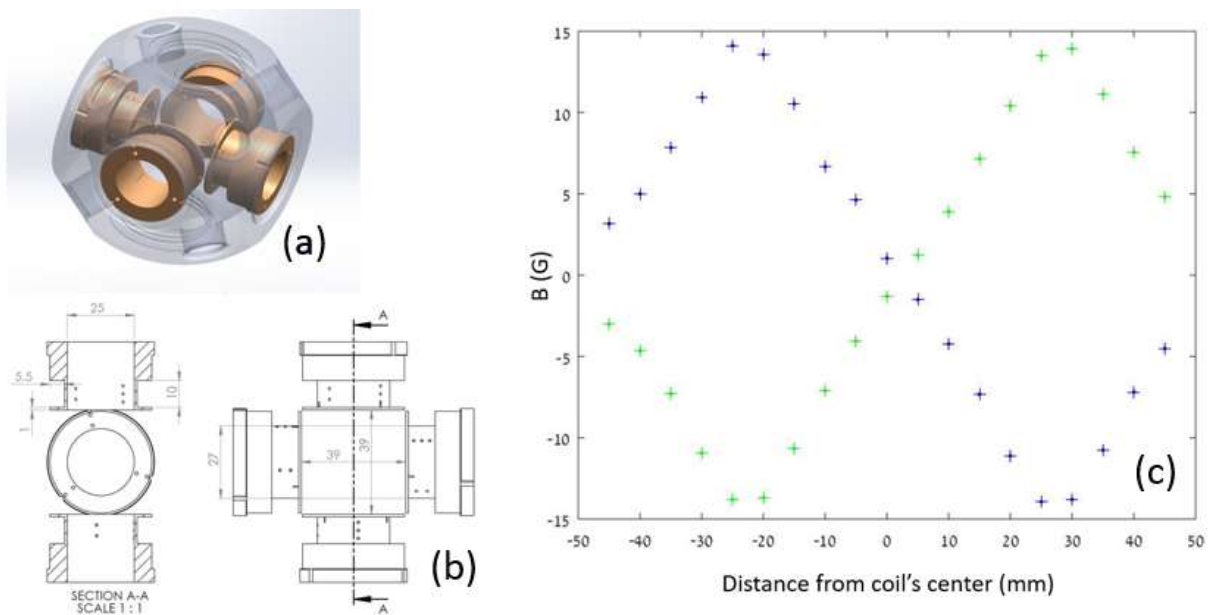 (a)
25
5.5
10
1
SECTION A-A
SCALE 1 : 1
A
27
39
39
A
(b)
15
10
5
0
-5
-10
-15
B (G)
-50 -40 -30 -20 -10 0 10 20 30 40 50
Distance from coil's center (mm)
(c)